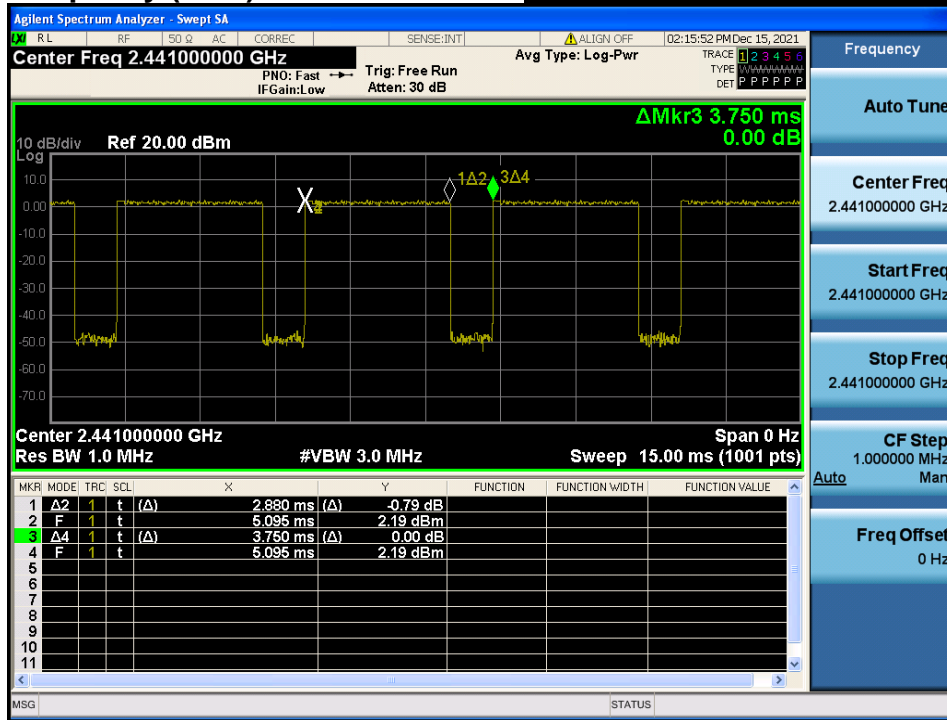 Agilent Spectrum Analyzer - Swept SA
LXI RL RF 50 Ω AC CORREC SENSE:INT ALIGN OFF 02:15:52 PM Dec 15, 2021
Center Freq 2.441000000 GHz
PNO: Fast
IFGain:Low
Trig: Free Run
Atten: 30 dB
Avg Type: Log-Pwr
TRACE 1 2 3 4 5 6
TYPE
DET P P P P P P
ΔMkr3 3.750 ms
0.00 dB
10 dB/div Ref 20.00 dBm
Log
10.0
0.00
-10.0
-20.0
-30.0
-40.0
-50.0
-60.0
-70.0
X
4
1Δ2
3Δ4
Center 2.441000000 GHz Span 0 Hz
Res BW 1.0 MHz #VBW 3.0 MHz Sweep 15.00 ms (1001 pts)
MKR MODE TRC SCL X Y FUNCTION FUNCTION WIDTH FUNCTION VALUE
1 Δ2 1 t (Δ) 2.880 ms (Δ) -0.79 dB
2 F 1 t 5.095 ms 2.19 dBm
3 Δ4 1 t (Δ) 3.750 ms (Δ) 0.00 dB
4 F 1 t 5.095 ms 2.19 dBm
5
6
7
8
9
10
11
MSG STATUS
Frequency
Auto Tune
Center Freq
2.441000000 GHz
Start Freq
2.441000000 GHz
Stop Freq
2.441000000 GHz
CF Step
1.000000 MHz
Auto Man
Freq Offset
0 Hz